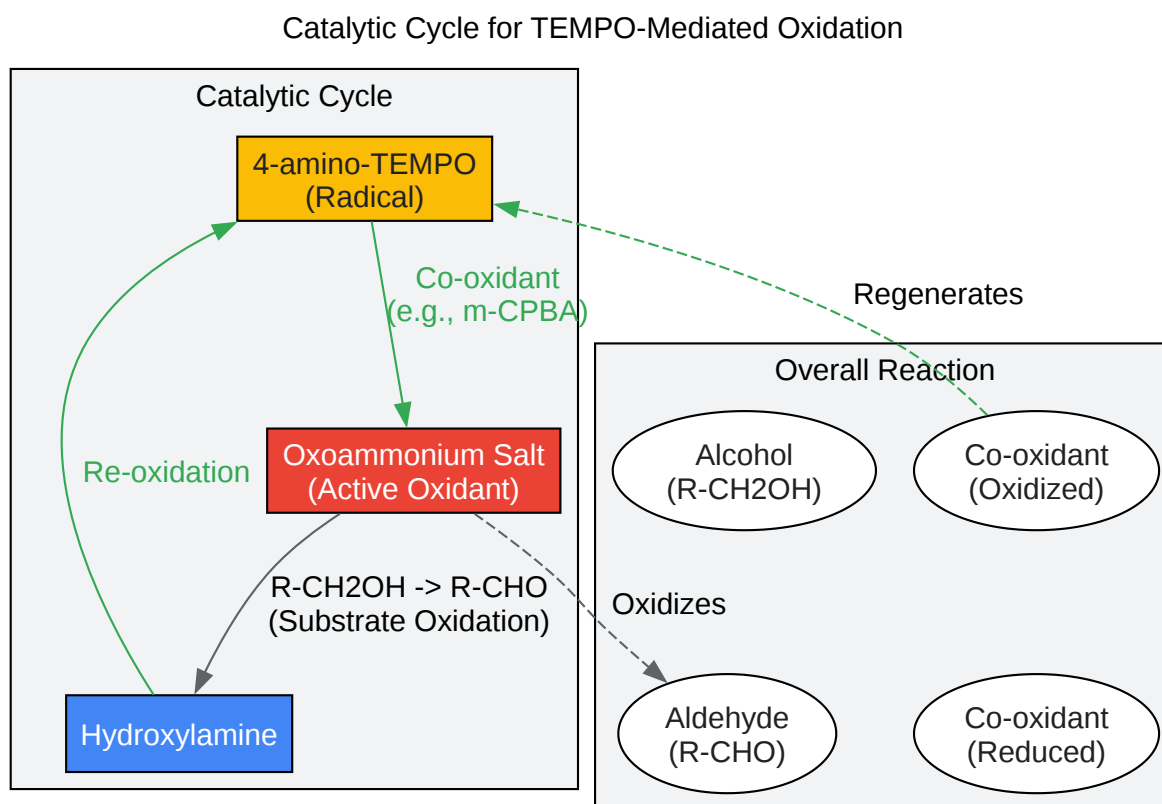 Catalytic Cycle for TEMPO-Mediated Oxidation
Catalytic Cycle
4-amino-TEMPO
(Radical)
Co-oxidant
(e.g., m-CPBA)
Regenerates
Overall Reaction
Re-oxidation
Oxoammonium Salt
(Active Oxidant)
Alcohol
(R-CH2OH)
Co-oxidant
(Oxidized)
R-CH2OH -> R-CHO
(Substrate Oxidation)
Oxidizes
Hydroxylamine
Aldehyde
(R-CHO)
Co-oxidant
(Reduced)